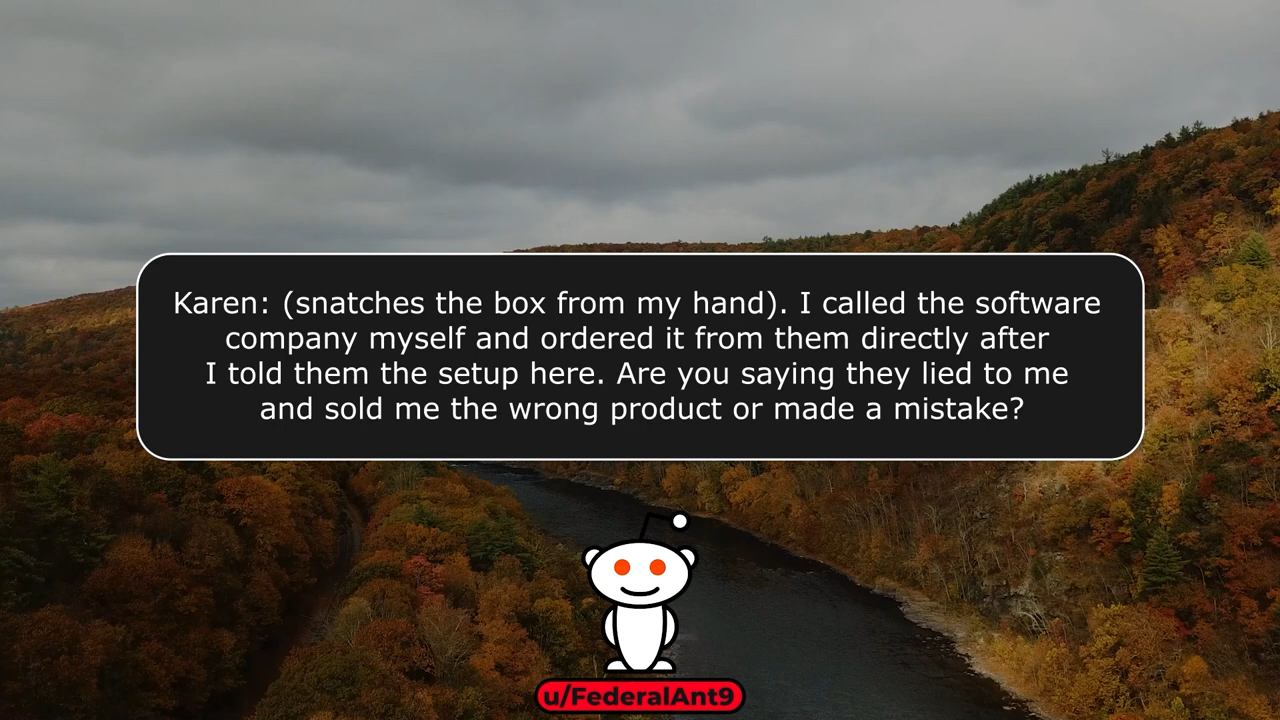 Karen: (snatches the box from my hand). I called the software
company myself and ordered it from them directly after
I told them the setup here. Are you saying they lied to me
and sold me the wrong product or made a mistake?
u/FederalAnt9